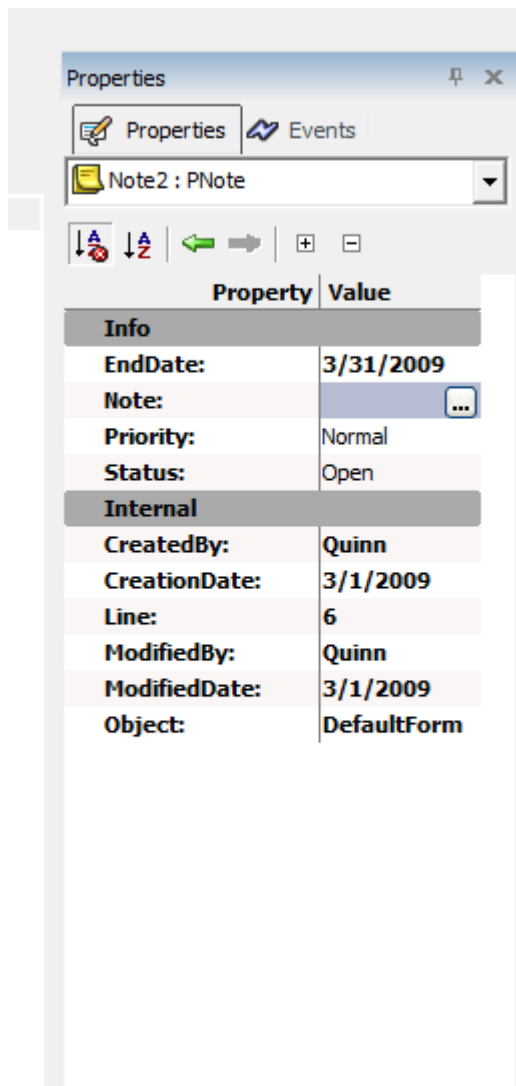 Properties
Properties Events
Note2 : PNote
Property Value
Info
EndDate: 3/31/2009
Note: ...
Priority: Normal
Status: Open
Internal
CreatedBy: Quinn
CreationDate: 3/1/2009
Line: 6
ModifiedBy: Quinn
ModifiedDate: 3/1/2009
Object: DefaultForm